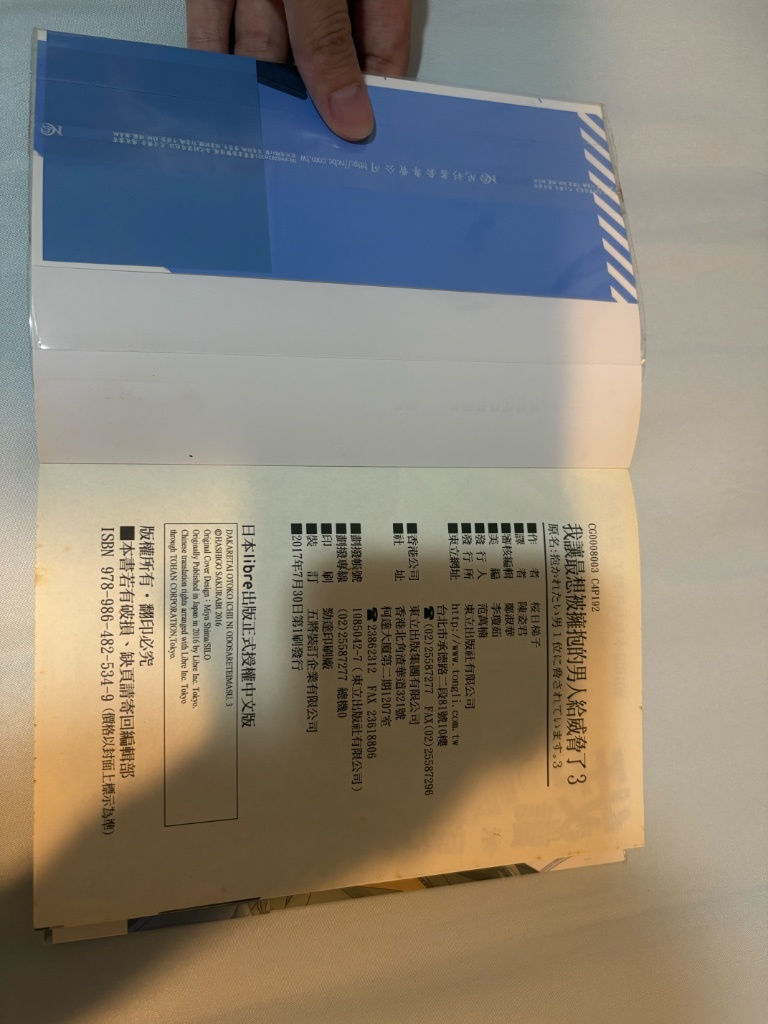 CG0008003 C4P192
我讓最想被擁抱的男人給威脅了 3
原名:抱かれたい男1位に脅されています。3
■作 者 桜日梯子
■譯 者 陳姿君
■審核編輯 鄭淑華
■美 編 李瓊茹
■發 行 人 范萬楠
■發 行 所 東立出版社有限公司
■東立網址 http://www.tongli.com.tw
台北市承德路二段81號10樓
☎(02)25587277 FAX(02)25587296
■香港公司 東立出版集團有限公司
■社 址 香港北角渣華道321號
柯達大廈第二期1207室
☎23862312 FAX 23618806
■劃撥帳號 1085042-7(東立出版社有限公司)
■劃撥專線 (02)25587277 總機0
■印 刷 勁達印刷廠
■裝 訂 五將裝訂企業有限公司
■2017年7月30日第1刷發行
日本libre出版正式授權中文版
DAKARETAI OTOKO ICHII NI ODOSARETEIMASU 3
©HASHIGO SAKURABI 2016
Original Cover Design : Miya Shima/SILO
Originally Published in Japan in 2016 by Libre Inc. Tokyo.
Chinese translation rights arranged with Libre Inc. Tokyo
through TOHAN CORPORATION,Tokyo.
版權所有・翻印必究
■本書若有破損・缺頁請寄回編輯部
ISBN 978-986-482-534-9 (價格以封面上標示為準)